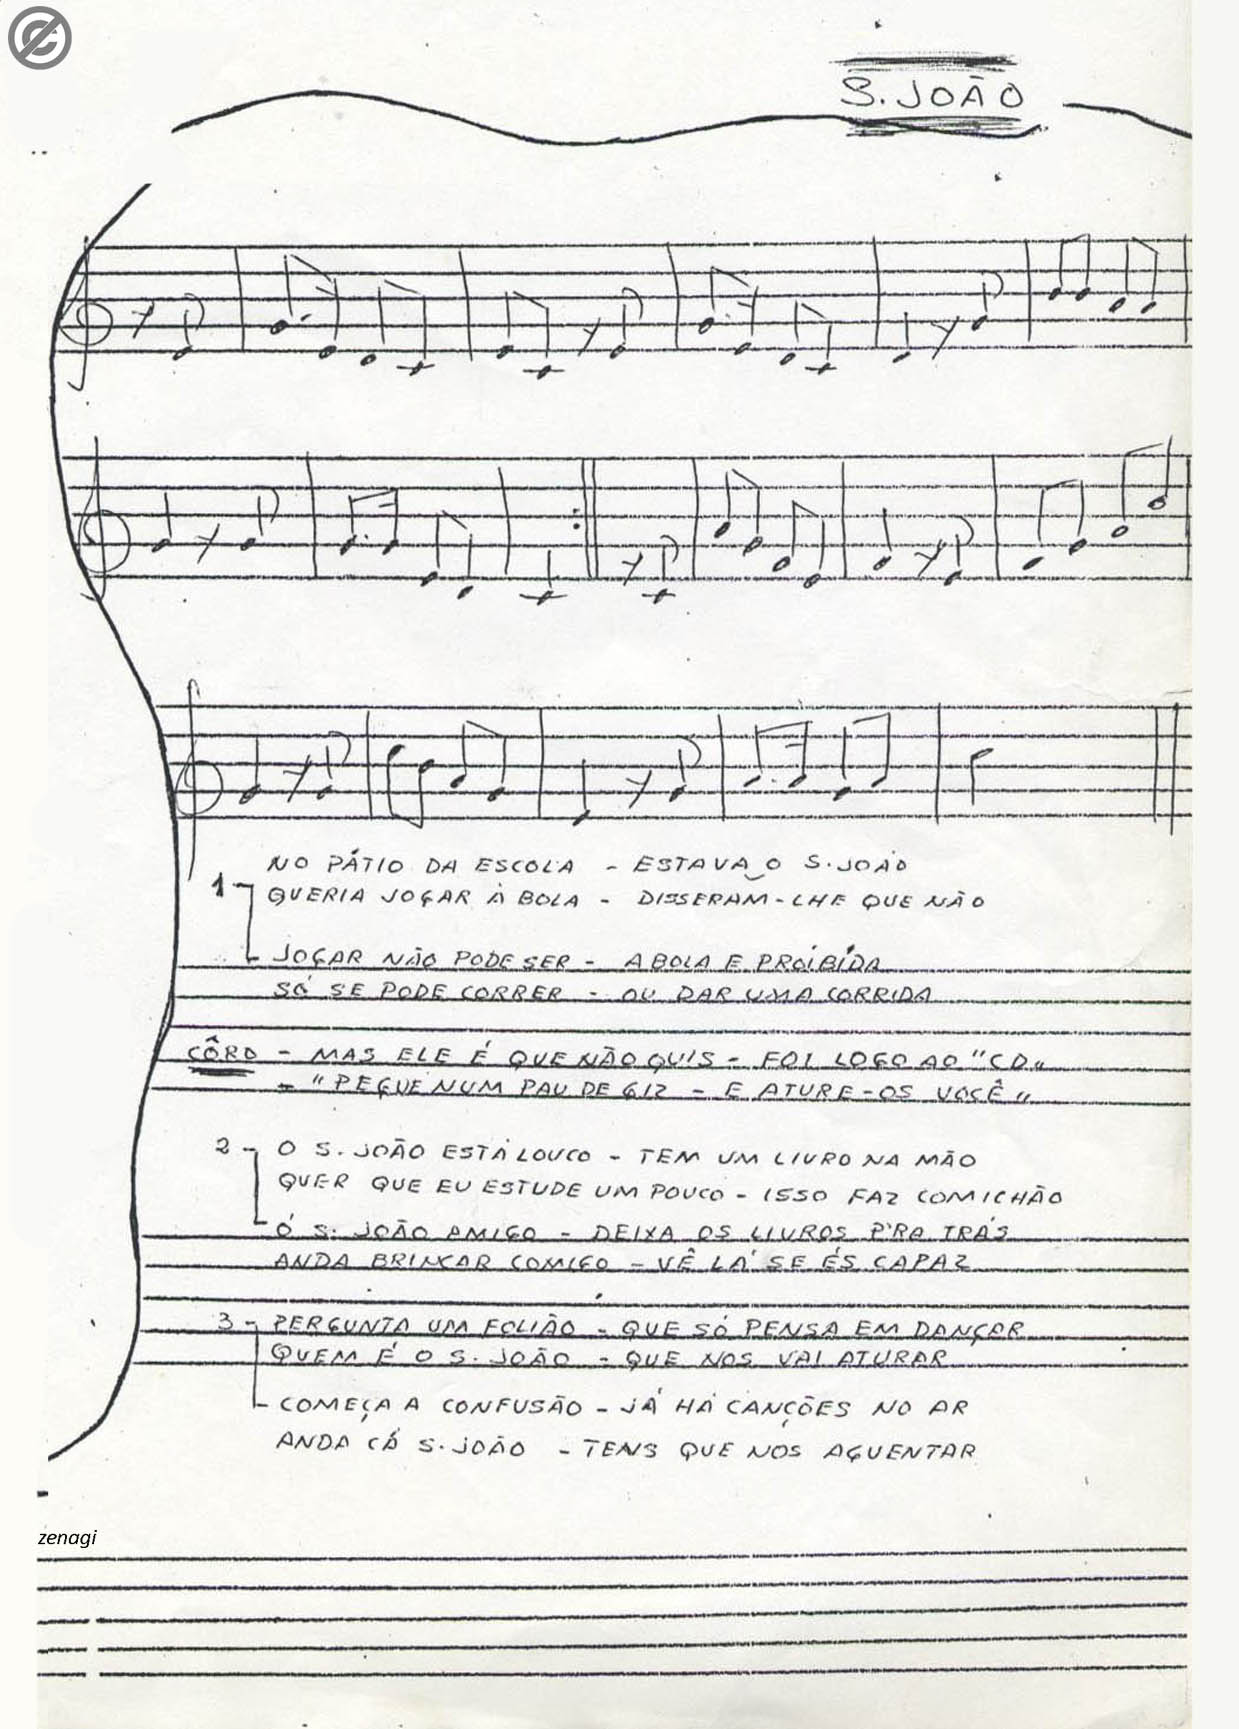 S. JOÃO
NO PÁTIO DA ESCOLA - ESTAVA O S. JOÃO
1 - QUERIA JOGAR À BOLA - DISSERAM-LHE QUE NÃO
JOGAR NÃO PODE SER - A BOLA E PROÍBÍDA
SÓ SE PODE CORRER - OU DAR UMA CORRIDA
CÔRO - MAS ELE É QUE NÃO QUIS - FOI LOGO AO "CD"
- "PEGUE NUM PAU DE GIZ - E ATURE-OS VOCÊ"
2 - O S. JOÃO ESTÁ LOUCO - TEM UM LIVRO NA MÃO
QUER QUE EU ESTUDE UM POUCO - ISSO FAZ COMICHÃO
Ó S. JOÃO AMIGO - DEIXA OS LIVROS P'RA TRÁS
ANDA BRINCAR COMIGO - VÊ LÁ SE ÉS CAPAZ
3 - PERGUNTA UM FOLIÃO - QUE SÓ PENSA EM DANÇAR
QUEM É O S. JOÃO - QUE NOS VAI ATURAR
COMEÇA A CONFUSÃO - JÁ HÁ CANÇÕES NO AR
ANDA CÁ S. JOÃO - TENS QUE NOS AGUENTAR
zenagi